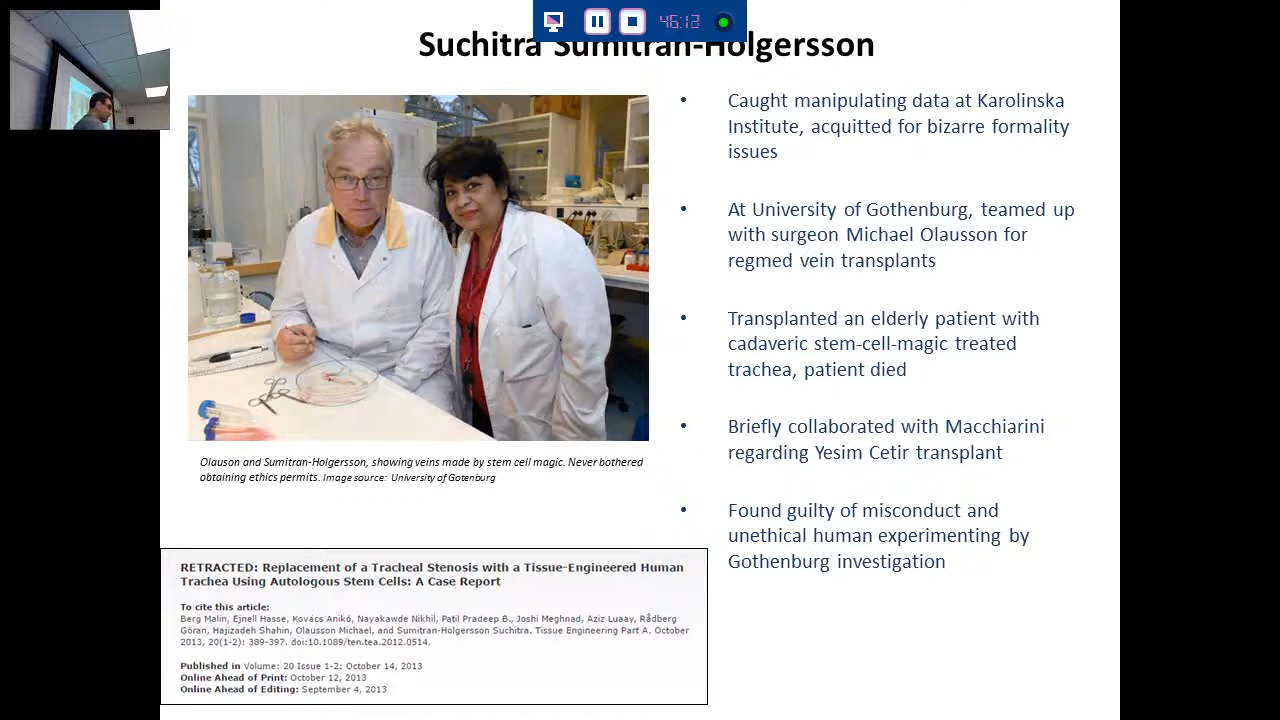 46:13
Suchitra Sumitran-Holgersson
• Caught manipulating data at Karolinska
Institute, acquitted for bizarre formality
issues
• At University of Gothenburg, teamed up
with surgeon Michael Olausson for
regmed vein transplants
• Transplanted an elderly patient with
cadaveric stem-cell-magic treated
trachea, patient died
• Briefly collaborated with Macchiarini
regarding Yesim Cetir transplant
• Found guilty of misconduct and
unethical human experimenting by
Gothenburg investigation
Olauson and Sumitran-Holgersson, showing veins made by stem cell magic. Never bothered
obtaining ethics permits. Image source: University of Gotenburg
RETRACTED: Replacement of a Tracheal Stenosis with a Tissue-Engineered Human
Trachea Using Autologous Stem Cells: A Case Report
To cite this article:
Berg Malin, Ejnell Hasse, Kovács Anikó, Nayakawde Nikhil, Patil Pradeep B., Joshi Meghnad, Aziz Luaay, Rådberg
Göran, Hajizadeh Shahin, Olausson Michael, and Sumitran-Holgersson Suchitra. Tissue Engineering Part A. October
2013, 20(1-2): 389-397. doi:10.1089/ten.tea.2012.0514.
Published in Volume: 20 Issue 1-2: October 14, 2013
Online Ahead of Print: October 12, 2013
Online Ahead of Editing: September 4, 2013